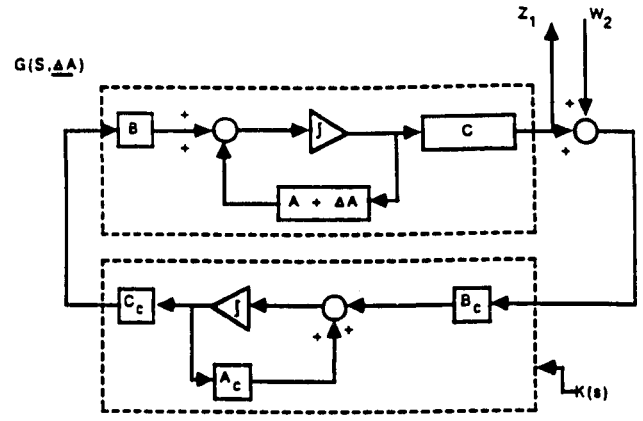 Z1 W2
G(S,ΔA)
+
+
B
+
+
∫
C
A + ΔA
Cc
∫
+ +
Bc
Ac
K(s)